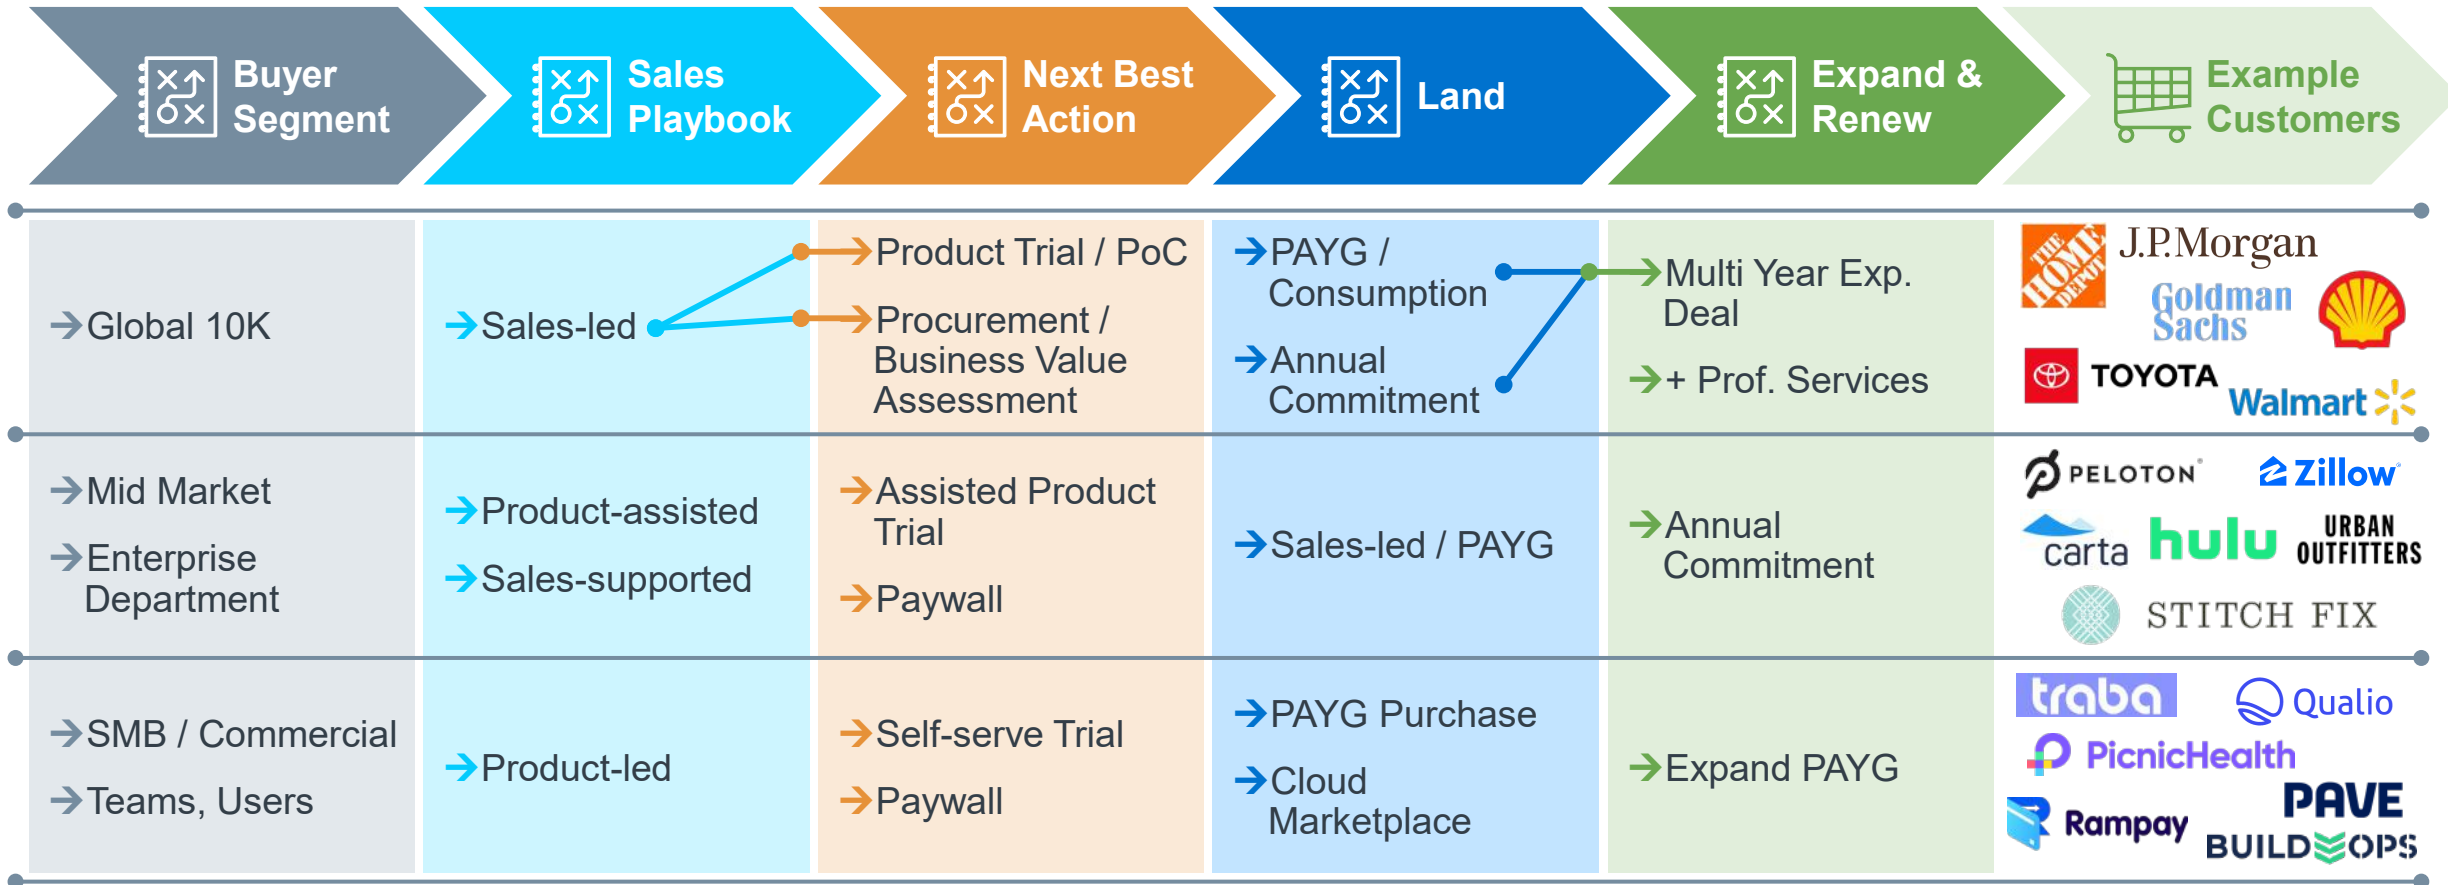 Buyer
Segment
Sales
Playbook
Next Best
Action
Land
Expand &
Renew
Example
Customers
Global 10K
Sales-led
Product Trial / PoC
Procurement /
Business Value
Assessment
PAYG /
Consumption
Annual
Commitment
Multi Year Exp.
Deal
+ Prof. Services
THE
HOME
DEPOT
J.P.Morgan
Goldman
Sachs
TOYOTA
Walmart
Mid Market
Enterprise
Department
Product-assisted
Sales-supported
Assisted Product
Trial
Paywall
Sales-led / PAYG
Annual
Commitment
PELOTON
Zillow
carta
hulu
URBAN
OUTFITTERS
STITCH FIX
SMB / Commercial
Teams, Users
Product-led
Self-serve Trial
Paywall
PAYG Purchase
Cloud
Marketplace
Expand PAYG
traba
Qualio
PicnicHealth
Rampay
PAVE
BUILDOPS